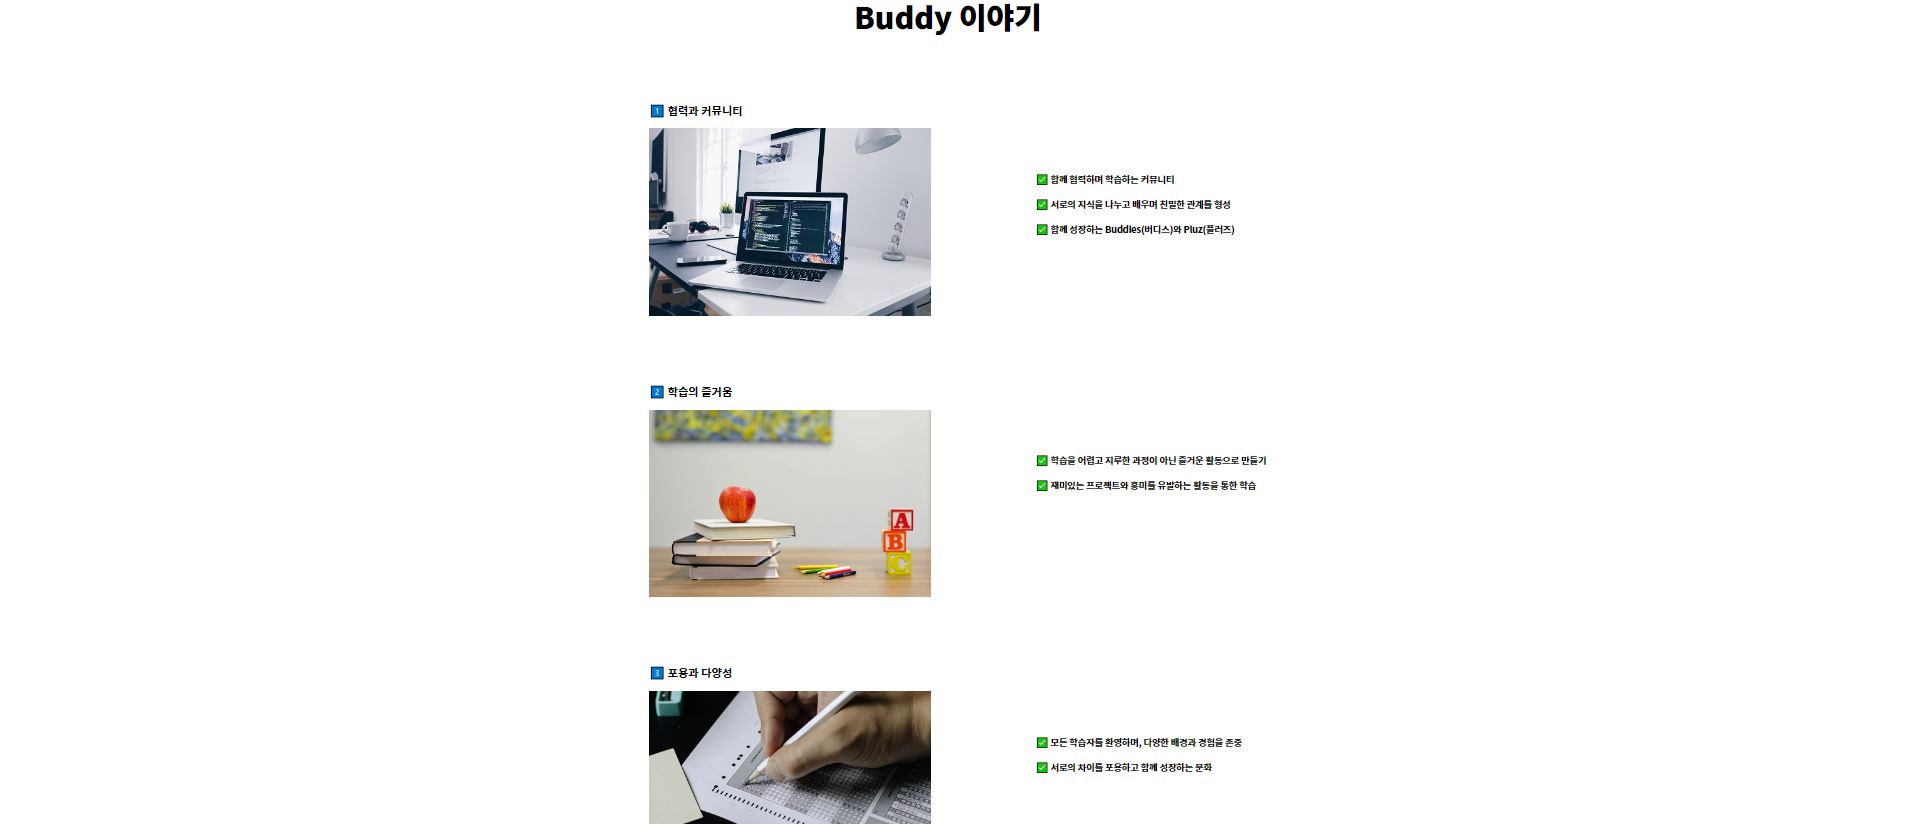 Buddy 이야기
1 협력과 커뮤니티
✅ 함께 협력하며 학습하는 커뮤니티
✅ 서로의 지식을 나누고 배우며 친밀한 관계를 형성
✅ 함께 성장하는 Buddies(버디스)와 Pluz(플러즈)
2 학습의 즐거움
✅ 학습을 어렵고 지루한 과정이 아닌 즐거운 활동으로 만들기
✅ 재미있는 프로젝트와 흥미를 유발하는 활동을 통한 학습
A
B
C
3 포용과 다양성
✅ 모든 학습자를 환영하며, 다양한 배경과 경험을 존중
✅ 서로의 차이를 포용하고 함께 성장하는 문화